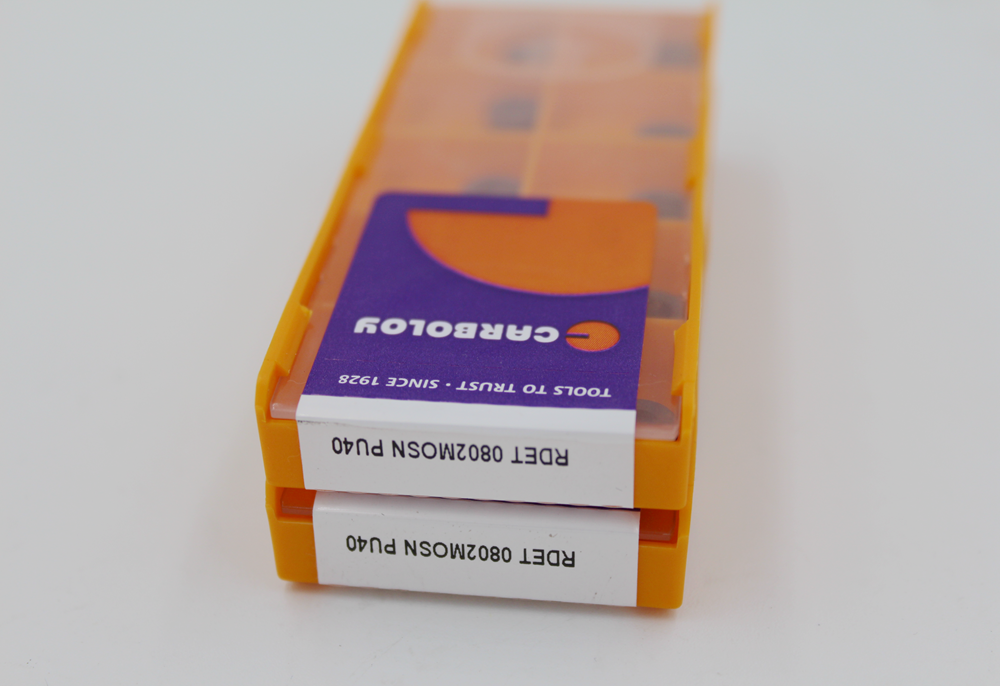 RDET 0802MOSN PU40
RDET 0802MOSN PU40
TOOLS TO TRUST · SINCE 1928
CARBOLOY